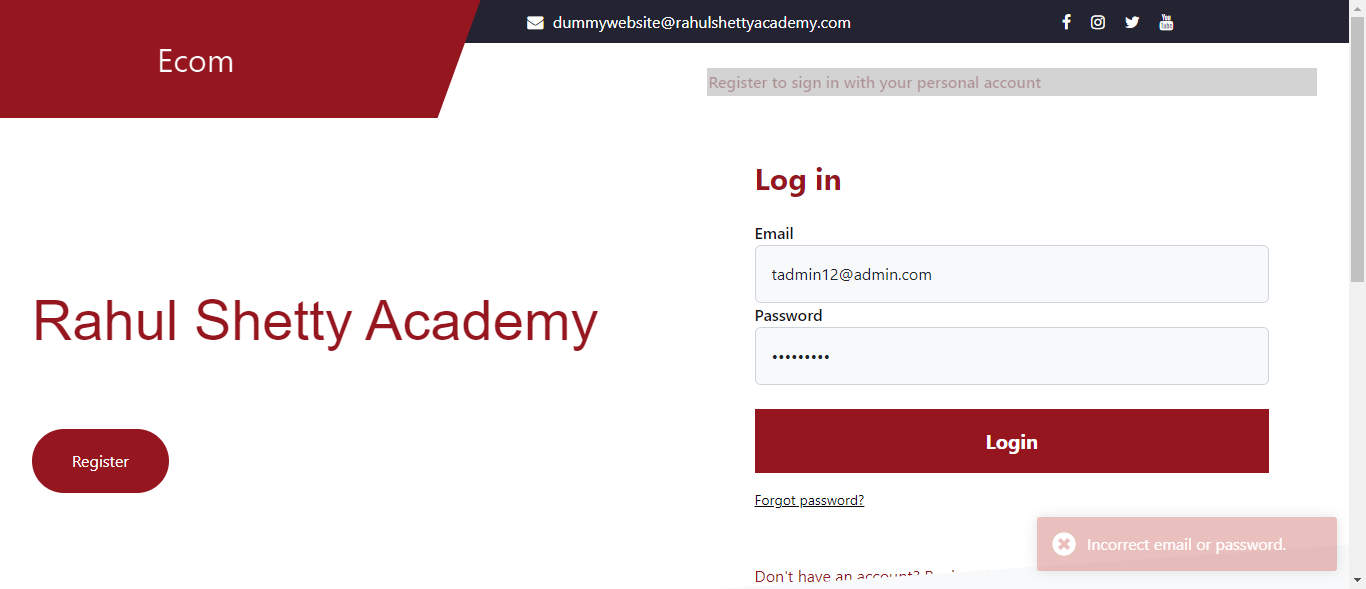 Ecom
dummywebsite@rahulshettyacademy.com
Register to sign in with your personal account
Rahul Shetty Academy
Register
Log in
Email
tadmin12@admin.com
Password
•••••••••
Login
Forgot password?
Incorrect email or password.
Don't have an account?